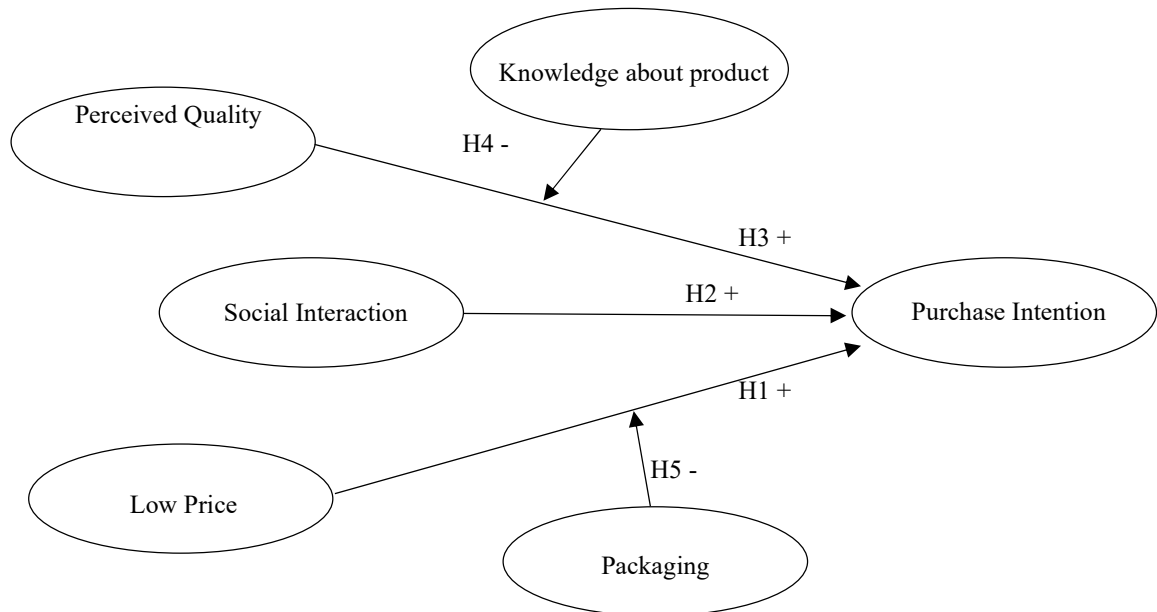 Knowledge about product
Perceived Quality
H4 -
H3 +
H2 +
Social Interaction
Purchase Intention
H1 +
H5 -
Low Price
Packaging